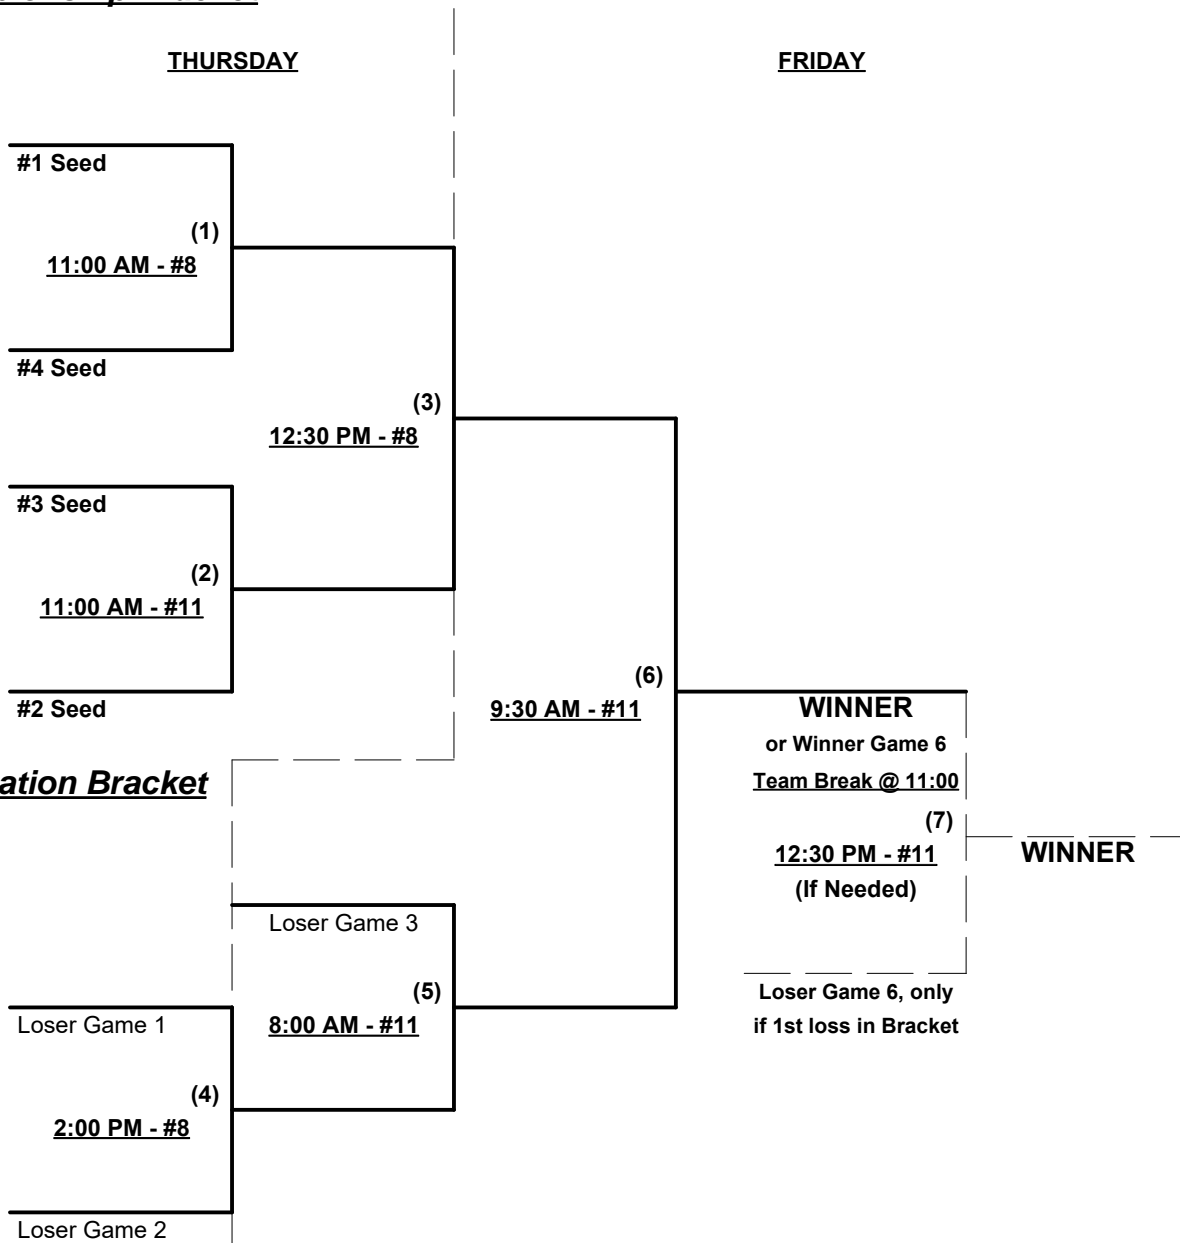 THURSDAY
FRIDAY
#1 Seed
(1)
11:00 AM - #8
#4 Seed
(3)
12:30 PM - #8
#3 Seed
(2)
11:00 AM - #11
#2 Seed
(6)
9:30 AM - #11
WINNER
or Winner Game 6
Team Break @ 11:00
(7)
12:30 PM - #11
(If Needed)
WINNER
ation Bracket
Loser Game 3
(5)
8:00 AM - #11
Loser Game 6, only
if 1st loss in Bracket
Loser Game 1
(4)
2:00 PM - #8
Loser Game 2